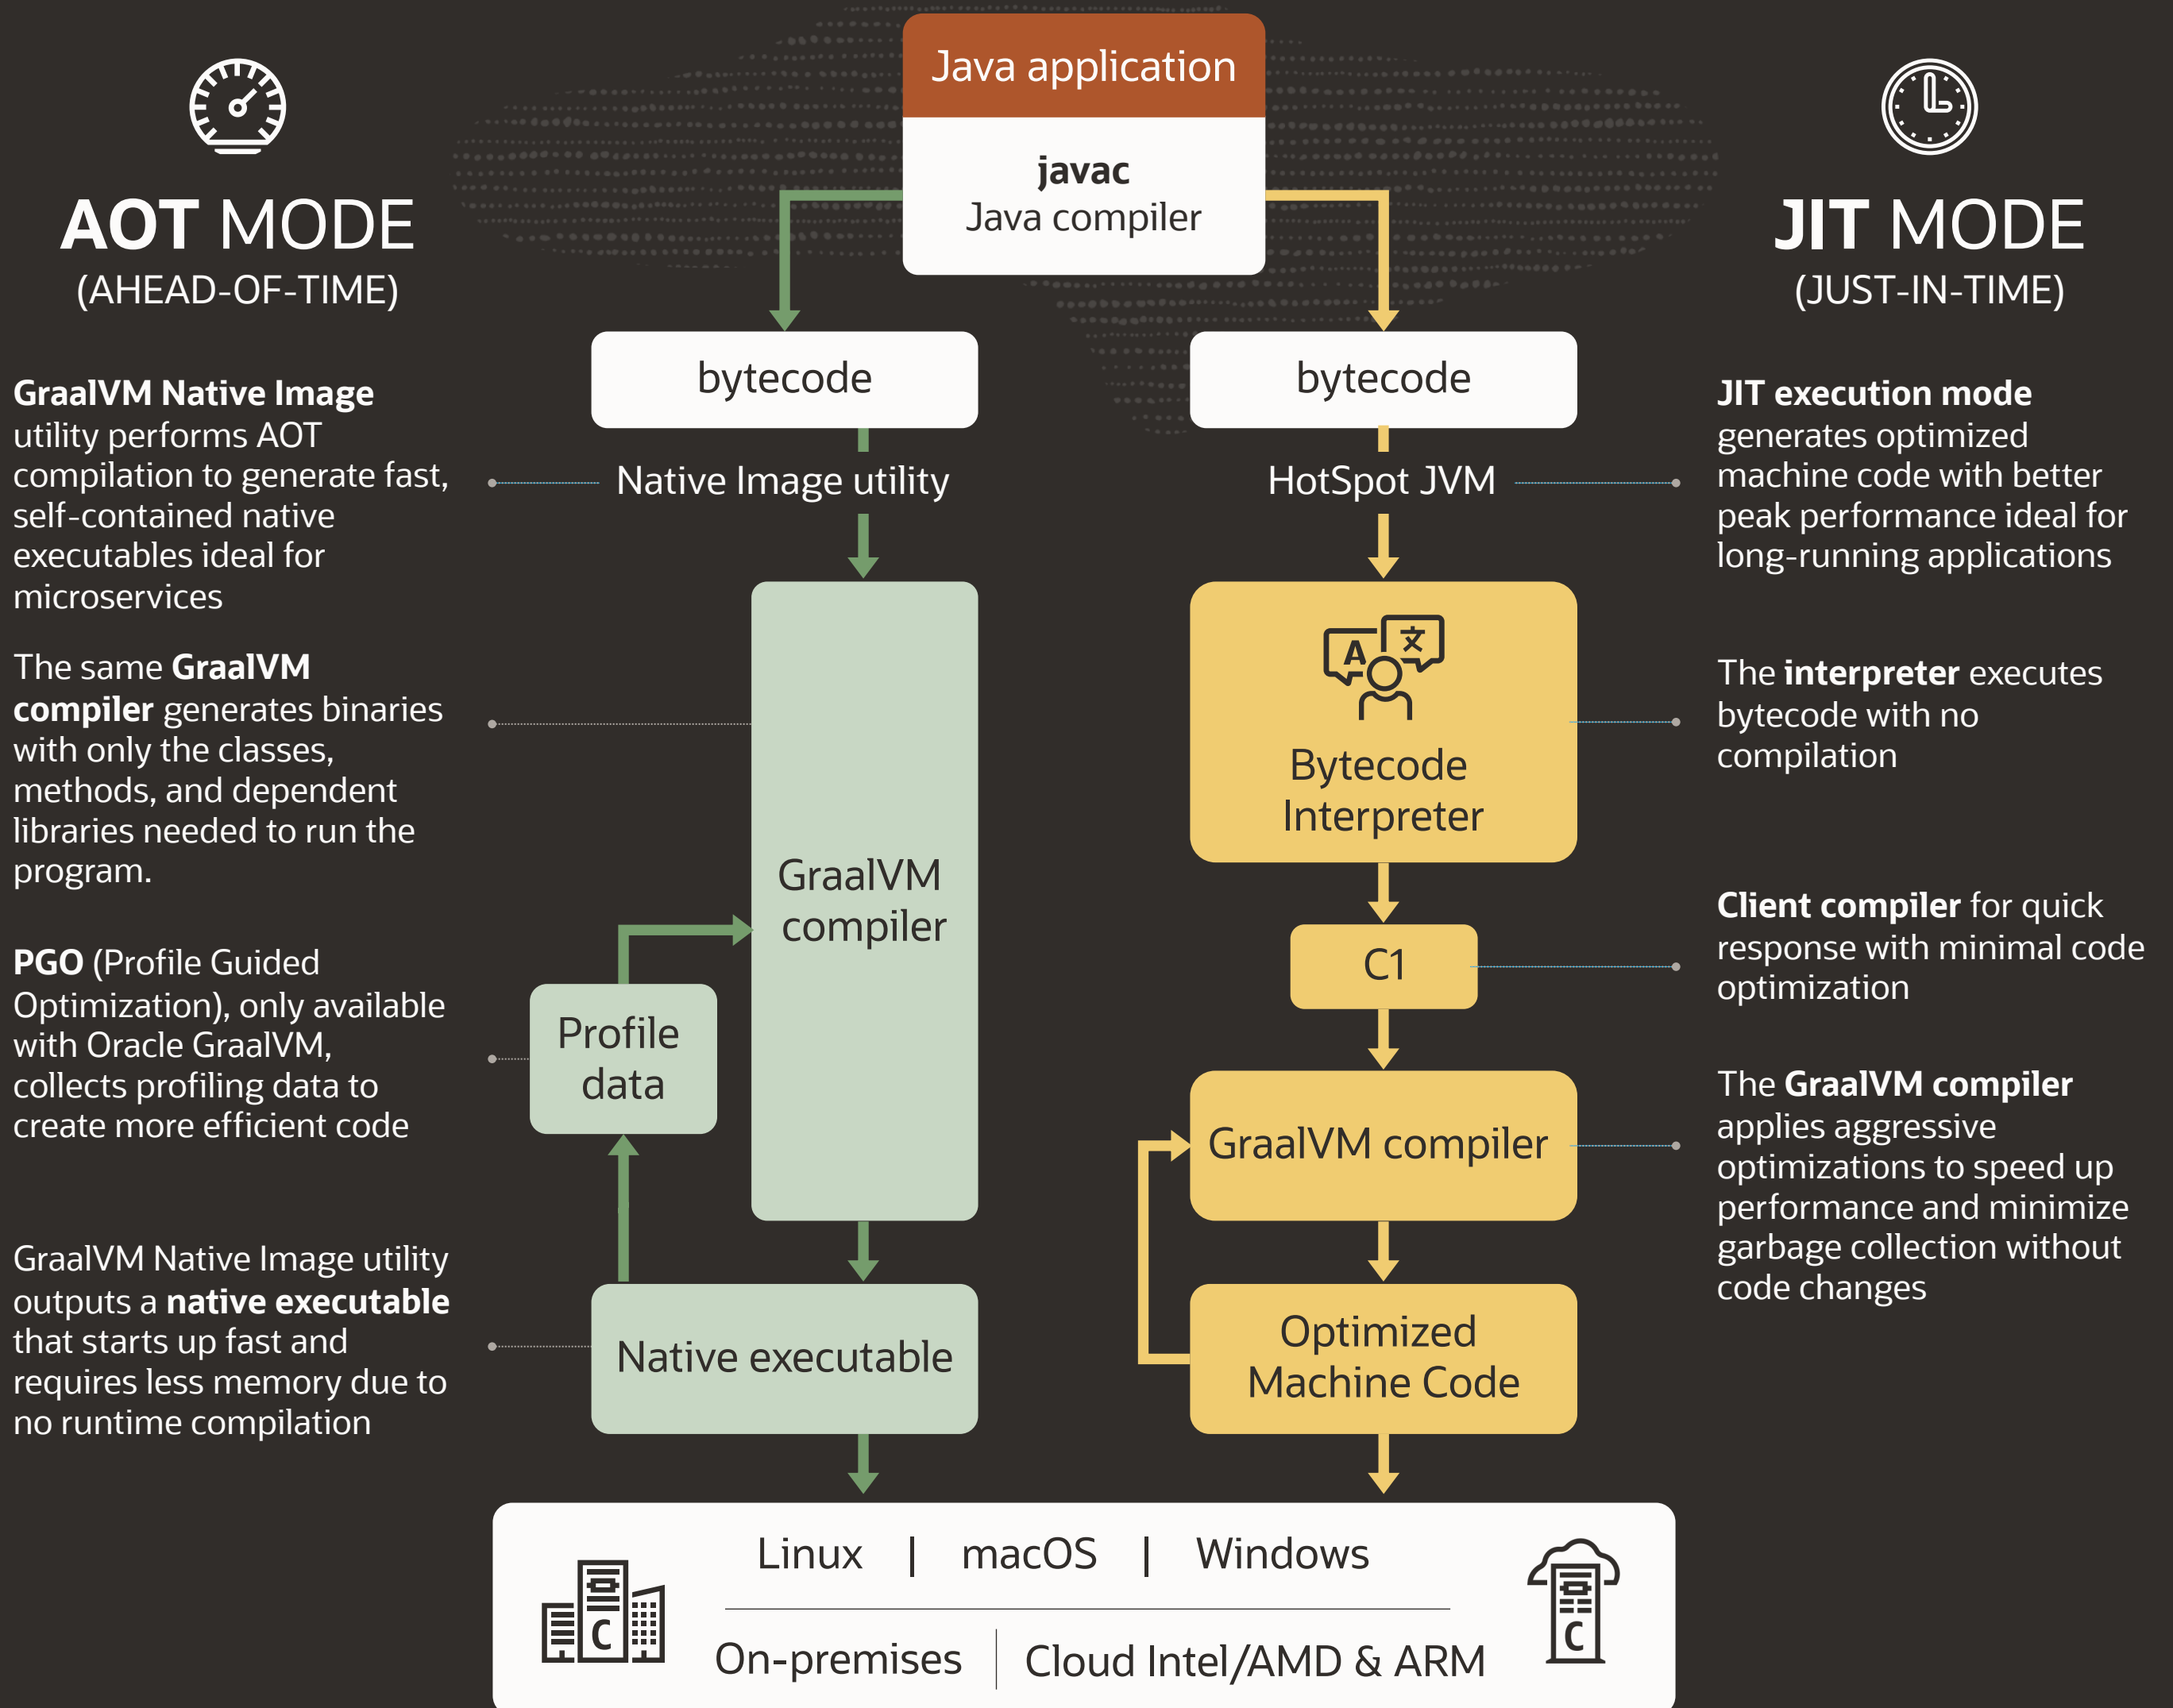 Java application
javac
Java compiler
AOT MODE
(AHEAD-OF-TIME)
GraalVM Native Image
utility performs AOT
compilation to generate fast,
self-contained native
executables ideal for
microservices
The same GraalVM
compiler generates binaries
with only the classes,
methods, and dependent
libraries needed to run the
program.
PGO (Profile Guided
Optimization), only available
with Oracle GraalVM,
collects profiling data to
create more efficient code
GraalVM Native Image utility
outputs a native executable
that starts up fast and
requires less memory due to
no runtime compilation
bytecode
Native Image utility
GraalVM
compiler
Profile
data
Native executable
bytecode
HotSpot JVM
A 文
Bytecode
Interpreter
C1
GraalVM compiler
Optimized
Machine Code
JIT MODE
(JUST-IN-TIME)
JIT execution mode
generates optimized
machine code with better
peak performance ideal for
long-running applications
The interpreter executes
bytecode with no
compilation
Client compiler for quick
response with minimal code
optimization
The GraalVM compiler
applies aggressive
optimizations to speed up
performance and minimize
garbage collection without
code changes
Linux | macOS | Windows
On-premises | Cloud Intel/AMD & ARM
C
C